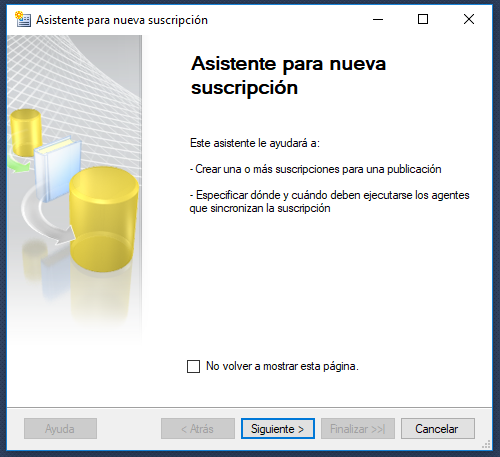 Asistente para nueva suscripción
Asistente para nueva
suscripción
Este asistente le ayudará a:
- Crear una o más suscripciones para una publicación
- Especificar dónde y cuándo deben ejecutarse los agentes
que sincronizan la suscripción
No volver a mostrar esta página.
Ayuda
< Atrás
Siguiente >
Finalizar >>|
Cancelar